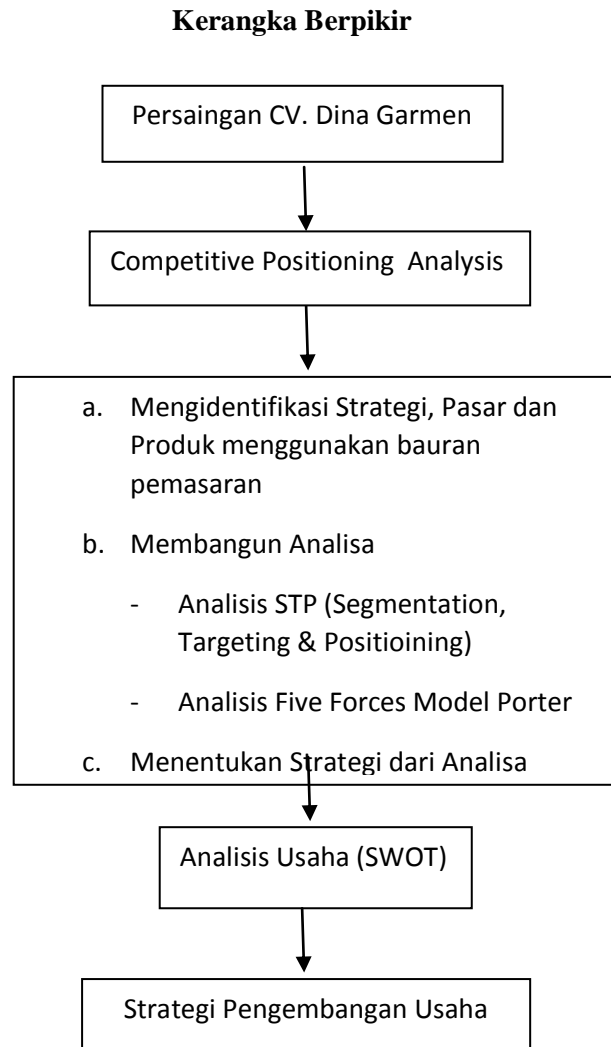 Kerangka Berpikir
Persaingan CV. Dina Garmen
Competitive Positioning Analysis
a. Mengidentifikasi Strategi, Pasar dan
Produk menggunakan bauran
pemasaran
b. Membangun Analisa
- Analisis STP (Segmentation,
Targeting & Positioining)
- Analisis Five Forces Model Porter
c. Menentukan Strategi dari Analisa
Analisis Usaha (SWOT)
Strategi Pengembangan Usaha